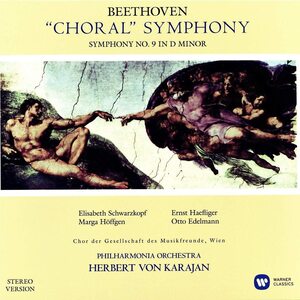 BEETHOVEN
"CHORAL" SYMPHONY
SYMPHONY NO. 9 IN D MINOR
Elisabeth Schwarzkopf Ernst Haefliger
Marga Höffgen Otto Edelmann
Chor der Gesellschaft des Musikfreunde, Wien
PHILHARMONIA ORCHESTRA
HERBERT VON KARAJAN
STEREO
VERSION
WARNER
CLASSICS